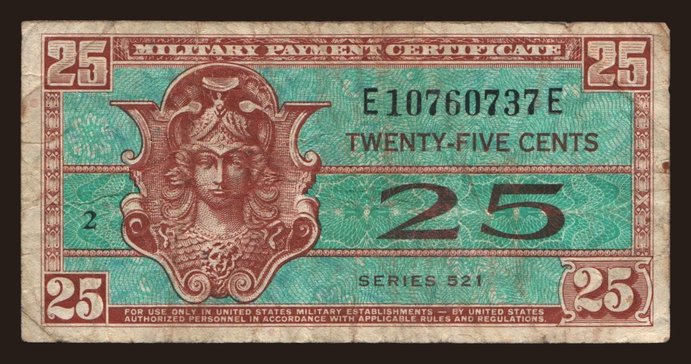 25 MILITARY PAYMENT CERTIFICATE 25
E10760737E
TWENTY-FIVE CENTS
25
2
SERIES 521
25 25
FOR USE ONLY IN UNITED STATES MILITARY ESTABLISHMENTS — BY UNITED STATES
AUTHORIZED PERSONNEL IN ACCORDANCE WITH APPLICABLE RULES AND REGULATIONS.